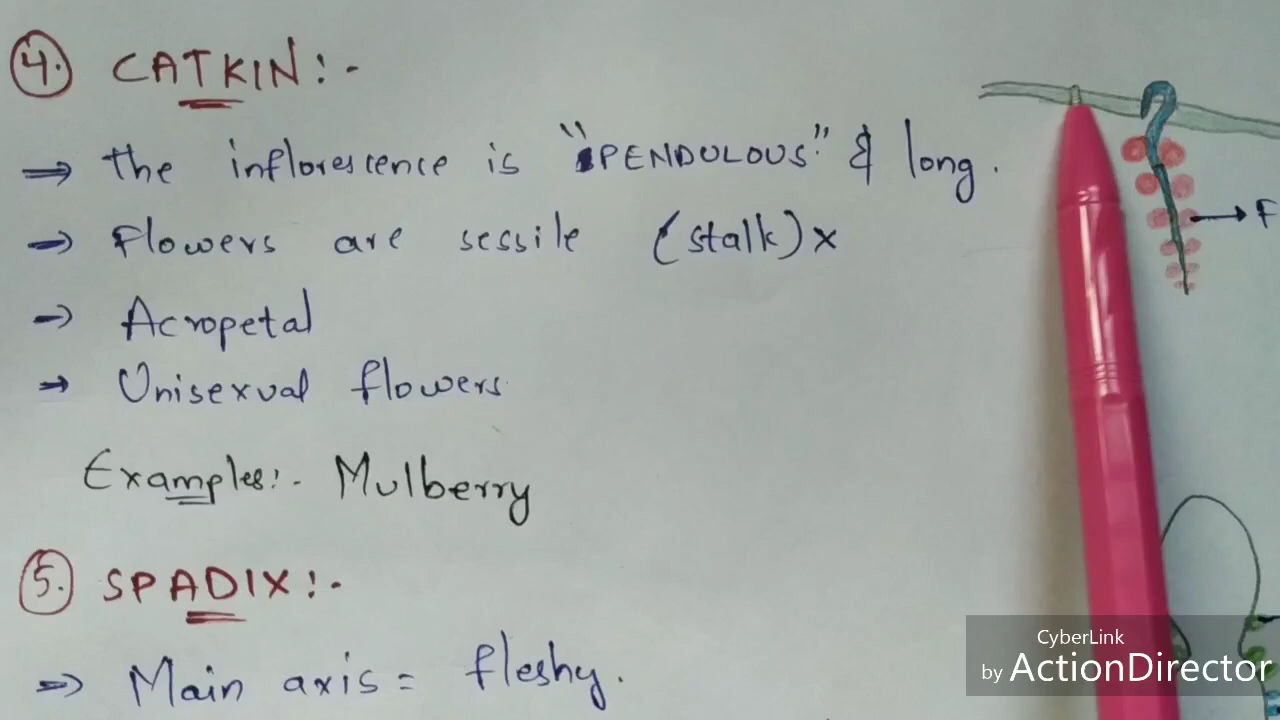 4. CATKIN:-
⇒ the inflorescence is "PENDULOUS" & long.
→ Flowers are sessile (stalk) x
→ F
→ Acropetal
→ Unisexual flowers
Examples:- Mulberry
5. SPADIX:-
⇒ Main axis = fleshy.
CyberLink
by ActionDirector